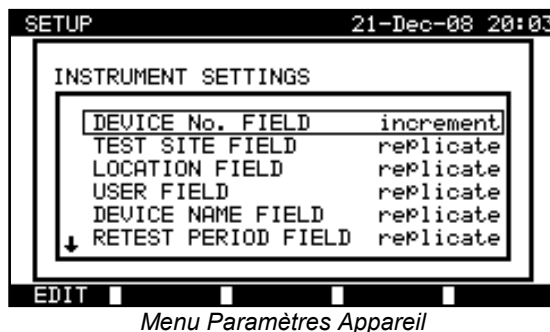 SETUP 21-Dec-08 20:03
INSTRUMENT SETTINGS
DEVICE No. FIELD increment
TEST SITE FIELD replicate
LOCATION FIELD replicate
USER FIELD replicate
DEVICE NAME FIELD replicate
RETEST PERIOD FIELD replicate
EDIT
Menu Paramètres Appareil